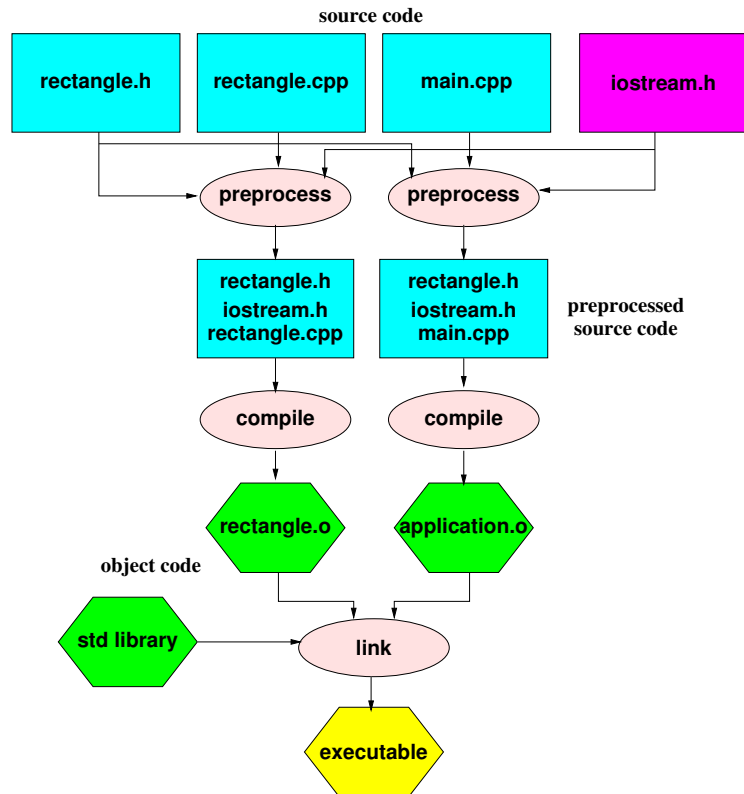 source code
rectangle.h
rectangle.cpp
main.cpp
iostream.h
preprocess
preprocess
rectangle.h
iostream.h
rectangle.cpp
rectangle.h
iostream.h
main.cpp
preprocessed
source code
compile
compile
rectangle.o
application.o
object code
std library
link
executable